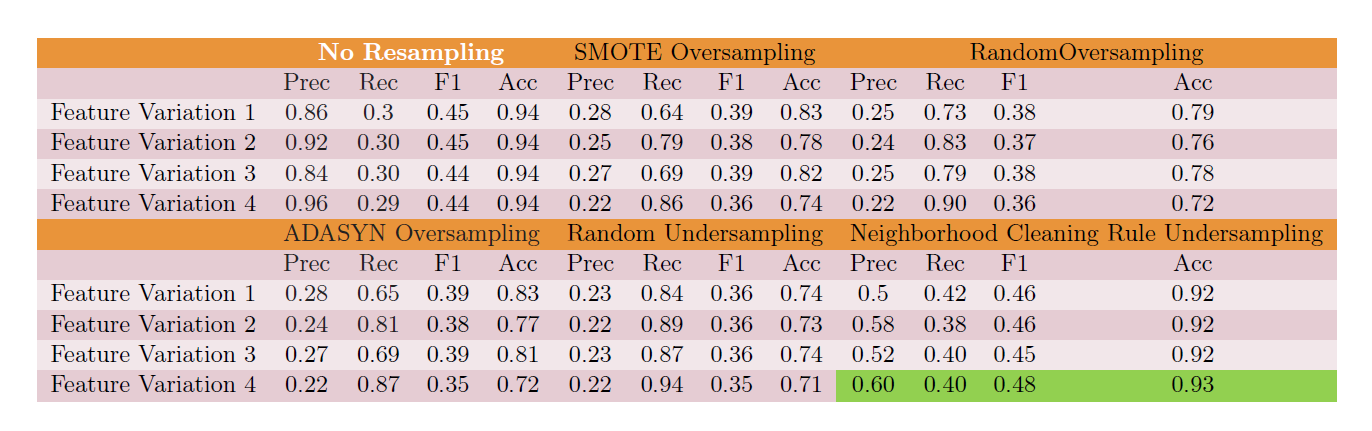 No Resampling SMOTE Oversampling RandomOversampling
Prec Rec F1 Acc Prec Rec F1 Acc Prec Rec F1 Acc
Feature Variation 1 0.86 0.3 0.45 0.94 0.28 0.64 0.39 0.83 0.25 0.73 0.38 0.79
Feature Variation 2 0.92 0.30 0.45 0.94 0.25 0.79 0.38 0.78 0.24 0.83 0.37 0.76
Feature Variation 3 0.84 0.30 0.44 0.94 0.27 0.69 0.39 0.82 0.25 0.79 0.38 0.78
Feature Variation 4 0.96 0.29 0.44 0.94 0.22 0.86 0.36 0.74 0.22 0.90 0.36 0.72
ADASYN Oversampling Random Undersampling Neighborhood Cleaning Rule Undersampling
Prec Rec F1 Acc Prec Rec F1 Acc Prec Rec F1 Acc
Feature Variation 1 0.28 0.65 0.39 0.83 0.23 0.84 0.36 0.74 0.5 0.42 0.46 0.92
Feature Variation 2 0.24 0.81 0.38 0.77 0.22 0.89 0.36 0.73 0.58 0.38 0.46 0.92
Feature Variation 3 0.27 0.69 0.39 0.81 0.23 0.87 0.36 0.74 0.52 0.40 0.45 0.92
Feature Variation 4 0.22 0.87 0.35 0.72 0.22 0.94 0.35 0.71 0.60 0.40 0.48 0.93